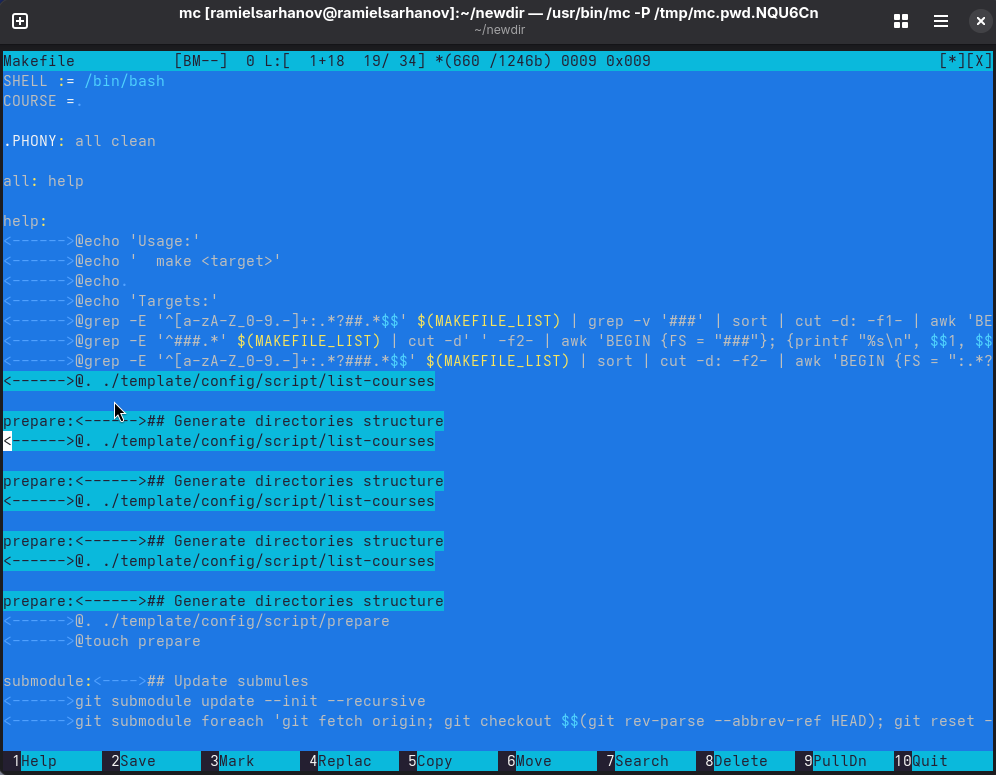 mc [ramielsarhanov@ramielsarhanov]:~/newdir — /usr/bin/mc -P /tmp/mc.pwd.NQU6Cn
~/newdir
Makefile [BM--] 0 L:[ 1+18 19/ 34] *(660 /1246b) 0009 0x009 [*][X]
SHELL := /bin/bash
COURSE =.
.PHONY: all clean
all: help
help:
<------>@echo 'Usage:'
<------>@echo '  make <target>'
<------>@echo.
<------>@echo 'Targets:'
<------>@grep -E '^[a-zA-Z_0-9.-]+:.*?##.*$$' $(MAKEFILE_LIST) | grep -v '###' | sort | cut -d: -f1- | awk 'BE
<------>@grep -E '^###.*' $(MAKEFILE_LIST) | cut -d' ' -f2- | awk 'BEGIN {FS = "###"}; {printf "%s\n", $$1, $$
<------>@grep -E '^[a-zA-Z_0-9.-]+:.*?###.*$$' $(MAKEFILE_LIST) | sort | cut -d: -f2- | awk 'BEGIN {FS = ":.*?
<------>@. ./template/config/script/list-courses
prepare:<------>## Generate directories structure
<------>@. ./template/config/script/list-courses
prepare:<------>## Generate directories structure
<------>@. ./template/config/script/list-courses
prepare:<------>## Generate directories structure
<------>@. ./template/config/script/list-courses
prepare:<------>## Generate directories structure
<------>@. ./template/config/script/prepare
<------>@touch prepare
submodule:<---->## Update submules
<------>git submodule update --init --recursive
<------>git submodule foreach 'git fetch origin; git checkout $$(git rev-parse --abbrev-ref HEAD); git reset -
1Help 2Save 3Mark 4Replac 5Copy 6Move 7Search 8Delete 9PullDn 10Quit